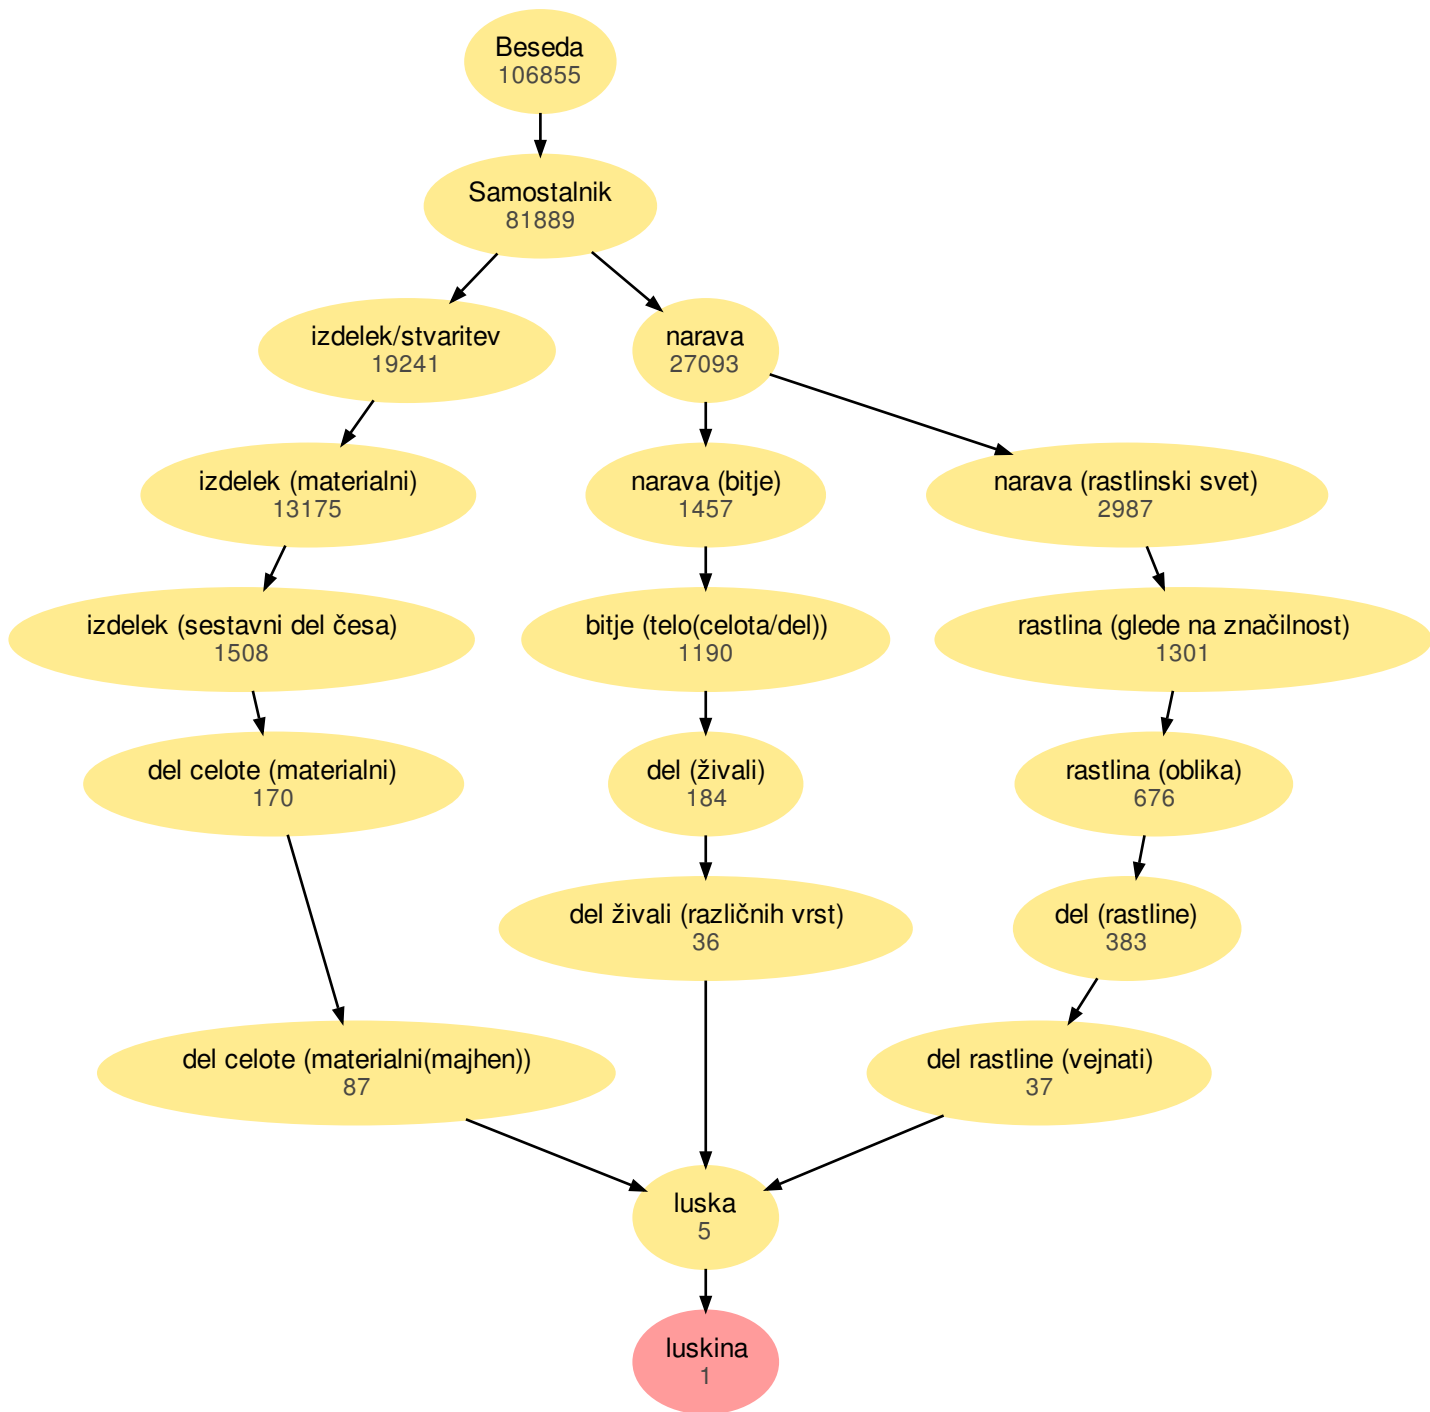 Beseda
106855
Samostalnik
81889
izdelek/stvaritev
19241
narava
27093
izdelek (materialni)
13175
narava (bitje)
1457
narava (rastlinski svet)
2987
izdelek (sestavni del česa)
1508
bitje (telo(celota/del))
1190
rastlina (glede na značilnost)
1301
del celote (materialni)
170
del (živali)
184
rastlina (oblika)
676
del živali (različnih vrst)
36
del (rastline)
383
del celote (materialni(majhen))
87
del rastline (vejnati)
37
luska
5
luskina
1